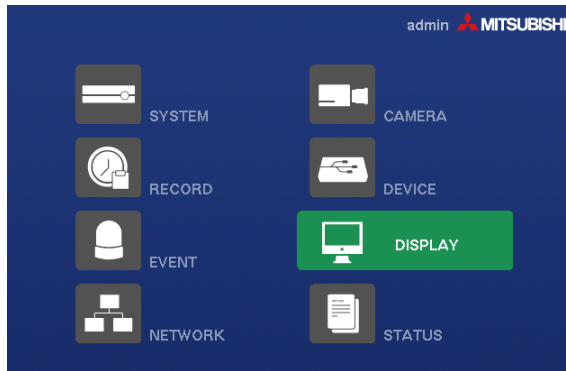 admin MITSUBISHI
SYSTEM
CAMERA
RECORD
DEVICE
EVENT
DISPLAY
NETWORK
STATUS